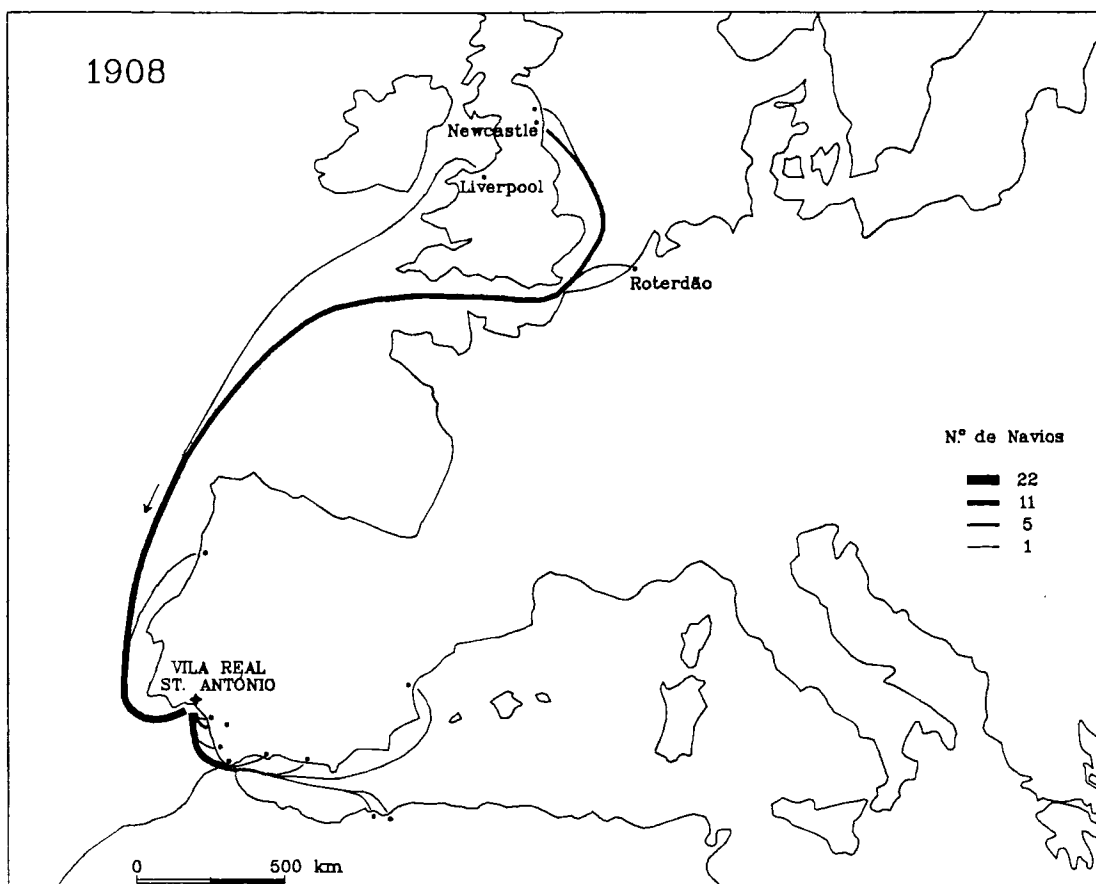 1908
Newcastle
Liverpool
Roterdão
N.º de Navios
22
11
5
1
VILA REAL
ST. ANTÓNIO
0 500 km